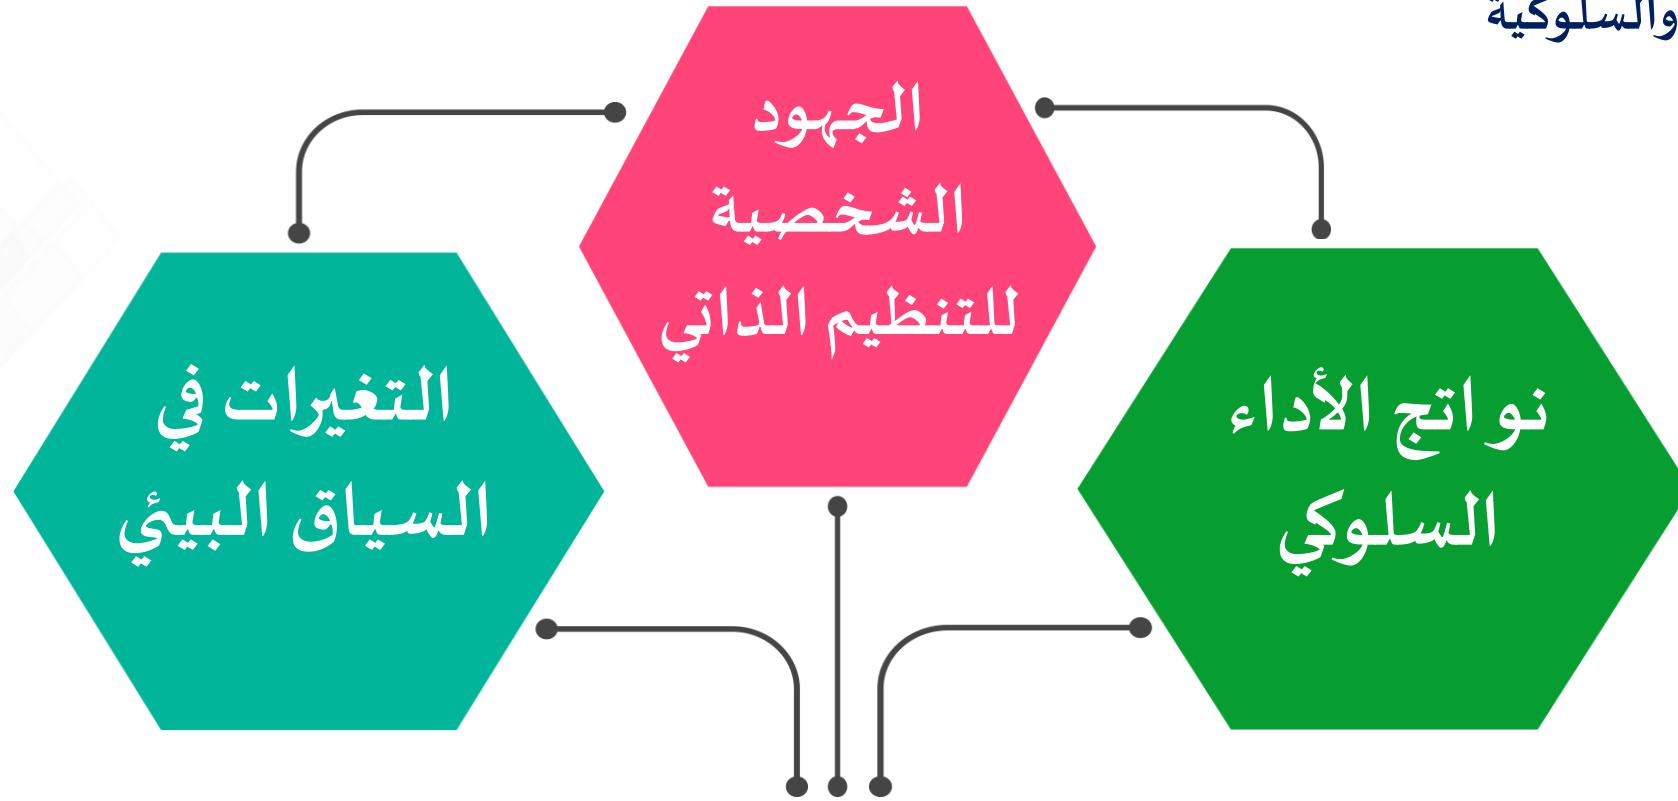 والسلوكية
الجهود
الشخصية
للتنظيم الذاتي
نواتج الأداء
السلوكي
التغيرات في
السياق البيئي